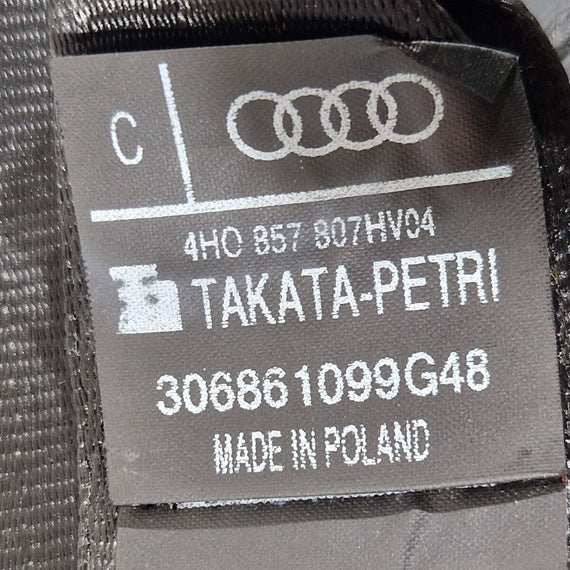 C
4H0 857 807HV04
TAKATA-PETRI
306861099G48
MADE IN POLAND